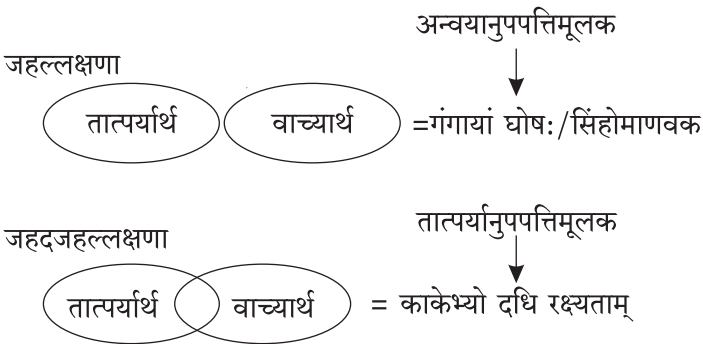 अन्वयानुपपत्तिमूलक
जहल्लक्षणा
तात्पर्यार्थ वाच्यार्थ =गंगायां घोष:/सिंहोमाणवक
तात्पर्यानुपपत्तिमूलक
जहदजहल्लक्षणा
तात्पर्यार्थ वाच्यार्थ = काकेभ्यो दधि रक्ष्यताम्